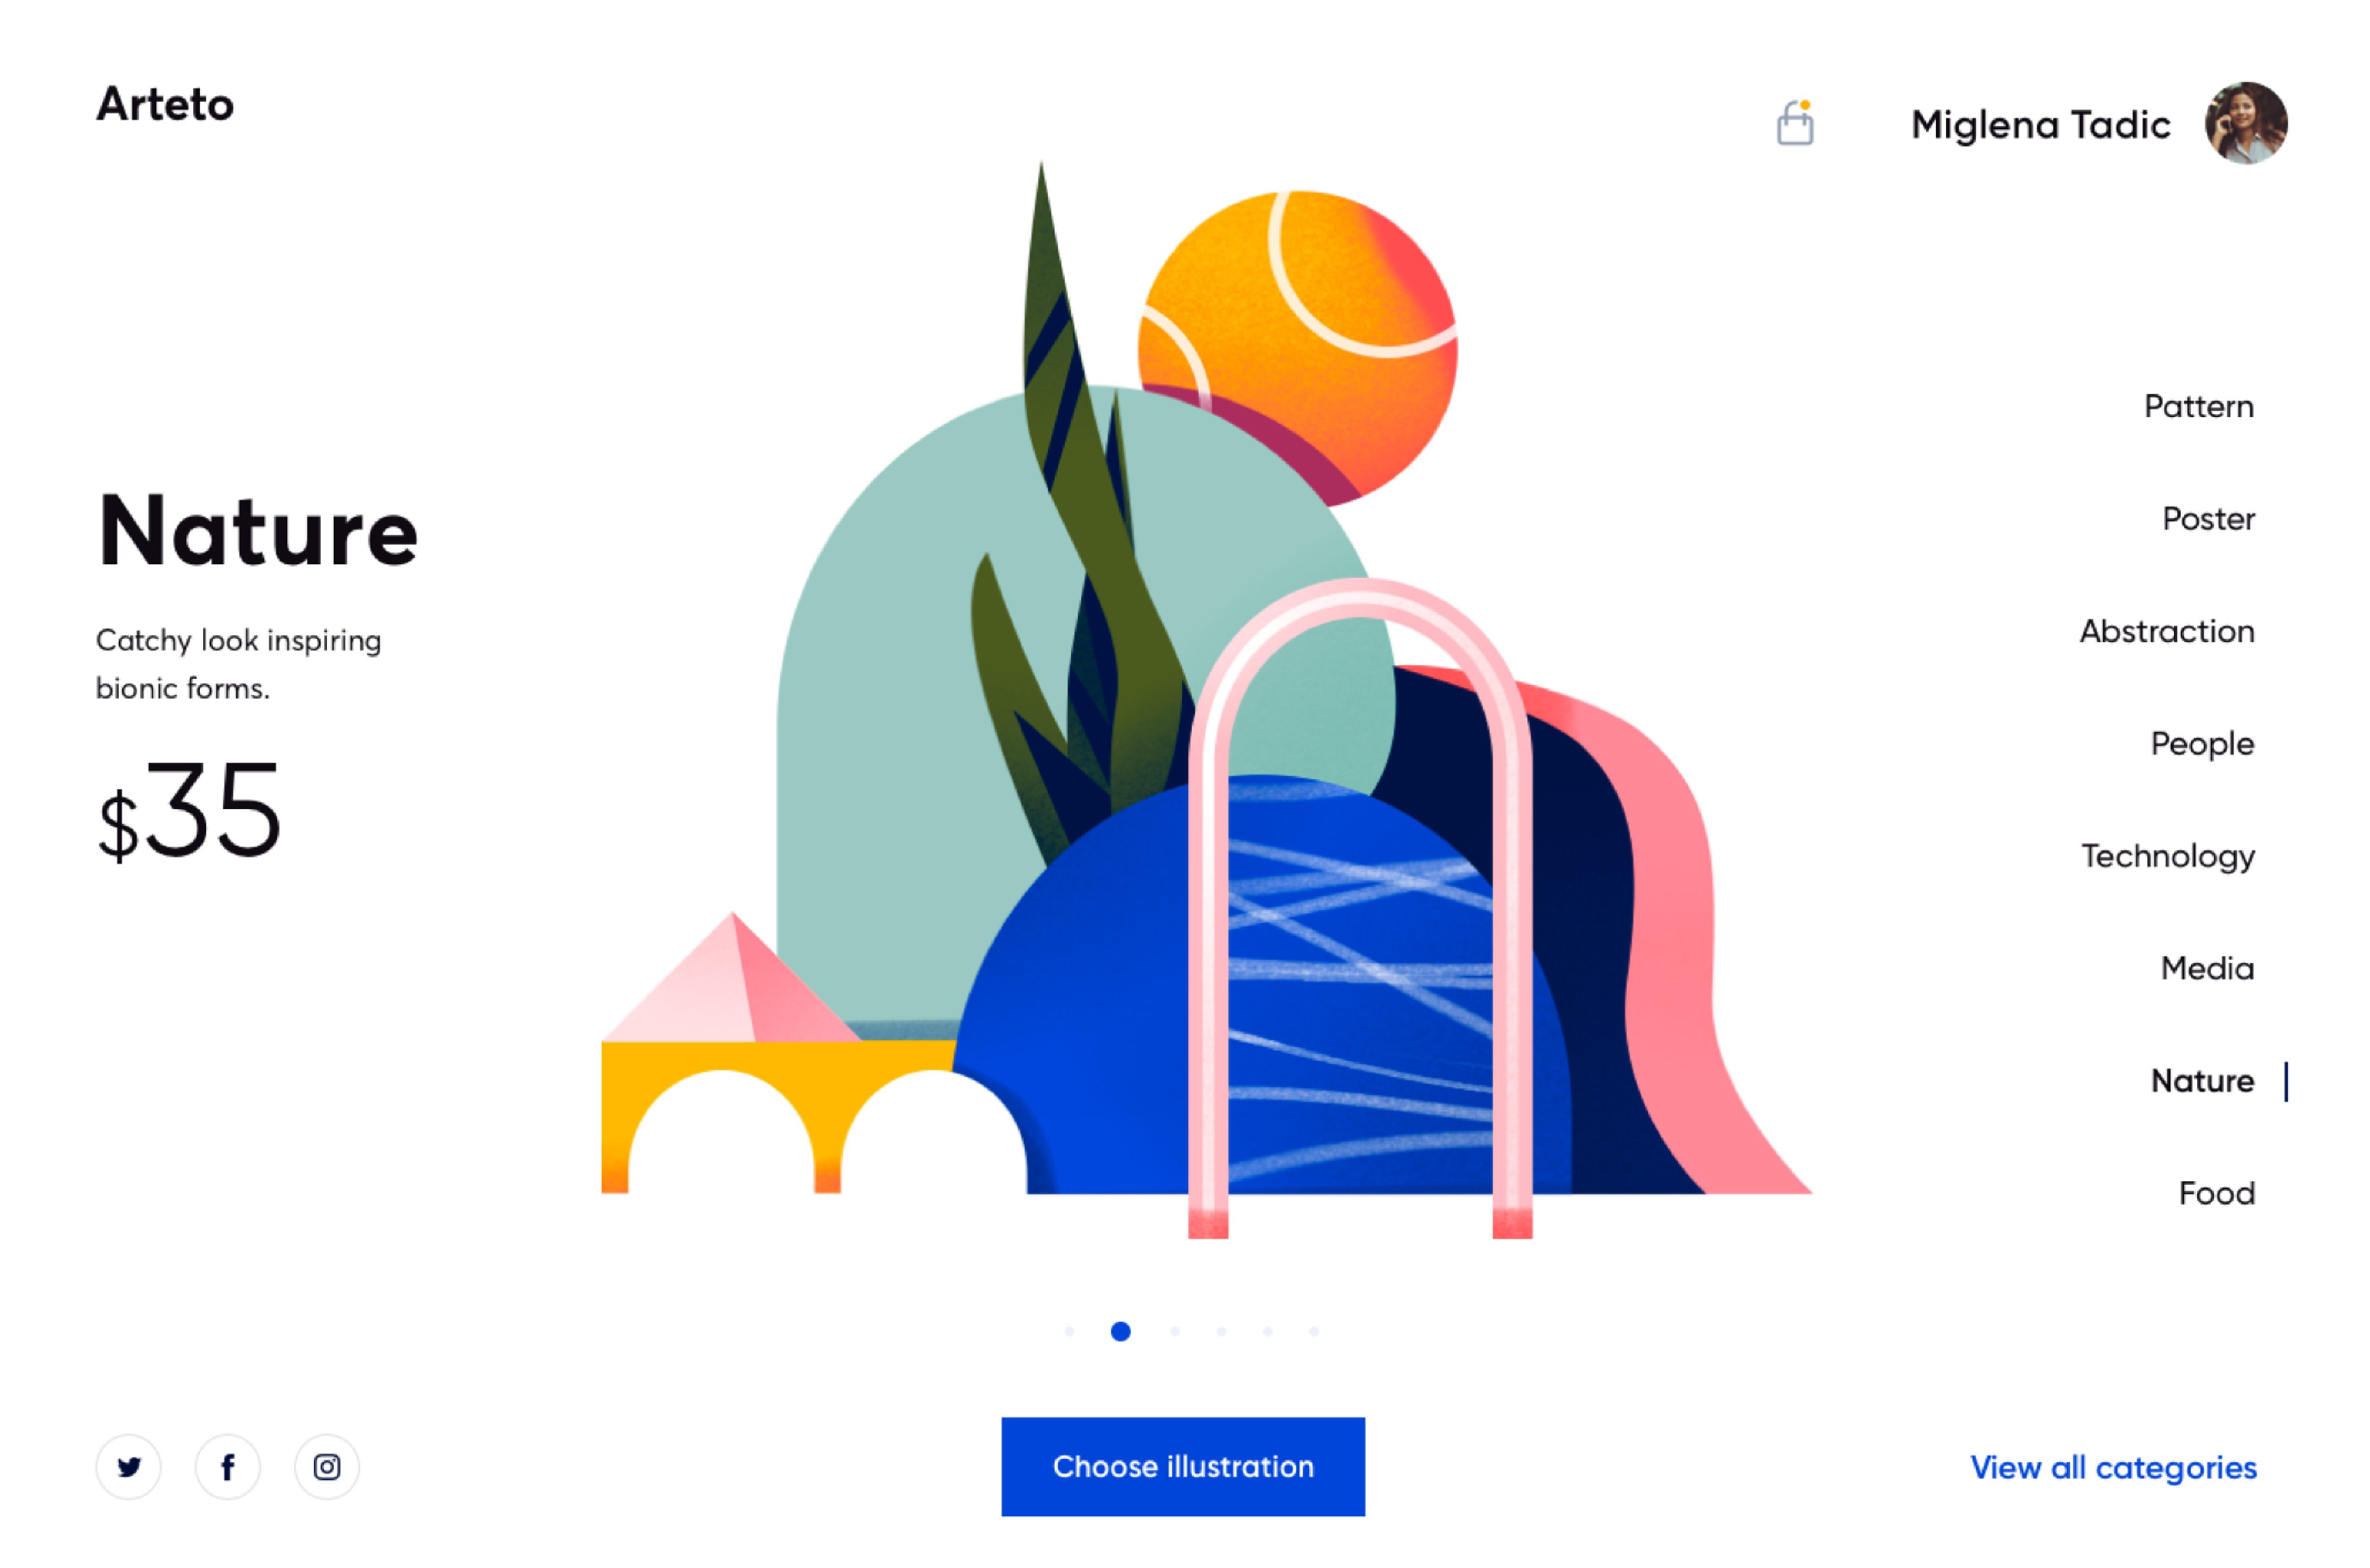 Arteto
Miglena Tadic
Nature
Catchy look inspiring
bionic forms.
$35
Pattern
Poster
Abstraction
People
Technology
Media
Nature
Food
Choose illustration
View all categories